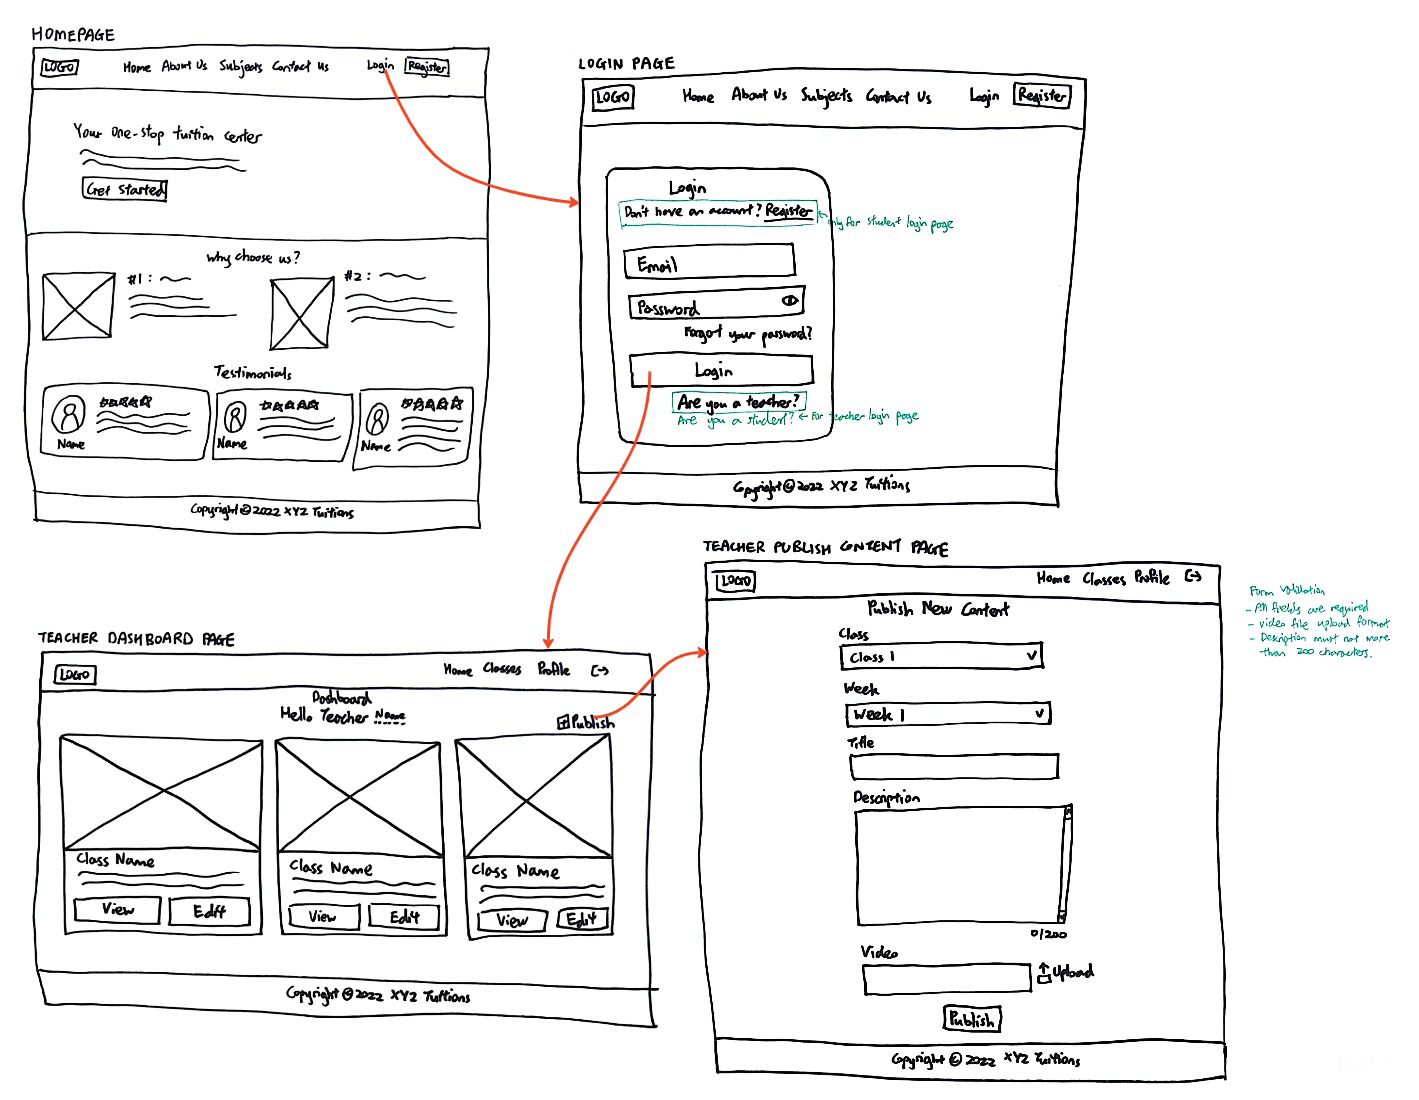 HOMEPAGE
LOGO Home About Us Subjects Contact Us Login Register
Your one-stop tuition center
Get Started
Why choose us?
#1 :
#2 :
Testimonials
Name
Name
Name
Copyright © 2022 XYZ Tuitions
LOGIN PAGE
LOGO Home About Us Subjects Contact Us Login Register
Login
Don't have an account? Register
← only for student login page
Email
Password
Forgot your password?
Login
Are you a teacher?
Are you a student? ← For teacher login page
Copyright © 2022 XYZ Tuitions
TEACHER DASHBOARD PAGE
LOGO Home Classes Profile
Dashboard
Hello Teacher Name
Publish
Class Name
View Edit
Class Name
View Edit
Class Name
View Edit
Copyright © 2022 XYZ Tuitions
TEACHER PUBLISH CONTENT PAGE
LOGO Home Classes Profile
Publish New Content
Class
Class 1
Week
Week 1
Title
Description
0/200
Video
Upload
Publish
Copyright © 2022 XYZ Tuitions
Form Validation
- All fields are required
- Video file upload format
- Description must not more
than 200 characters.